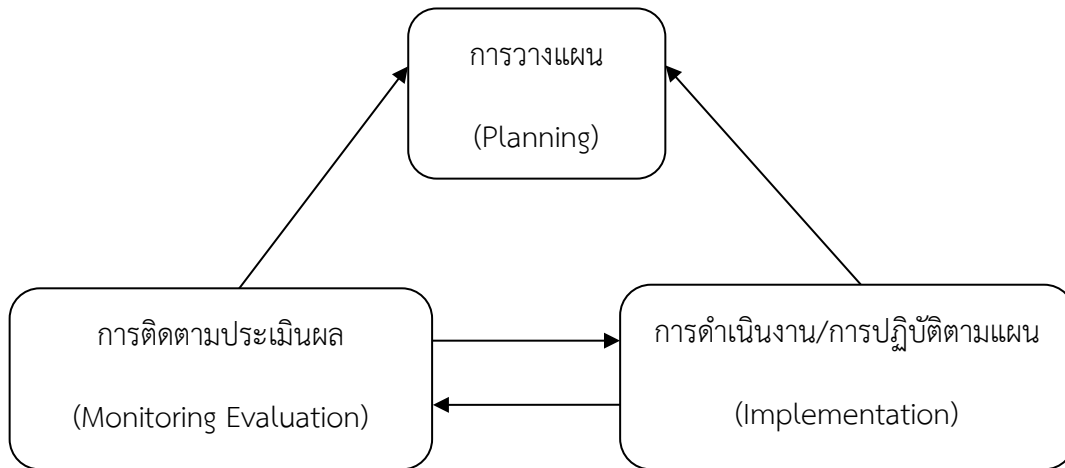 การวางแผน
(Planning)
การติดตามประเมินผล
(Monitoring Evaluation)
การดำเนินงาน/การปฏิบัติตามแผน
(Implementation)